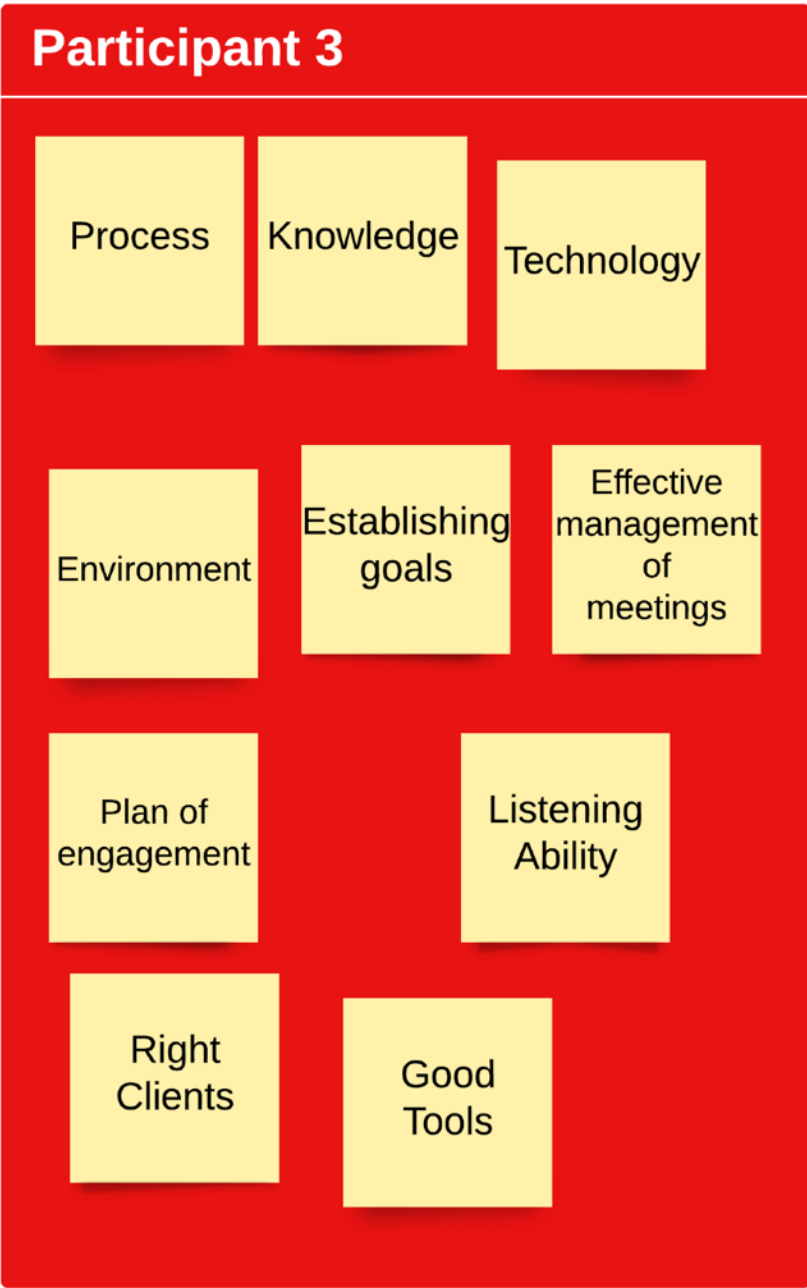 Participant 3
Process
Knowledge
Technology
Environment
Establishing
goals
Effective
management
of
meetings
Plan of
engagement
Listening
Ability
Right
Clients
Good
Tools